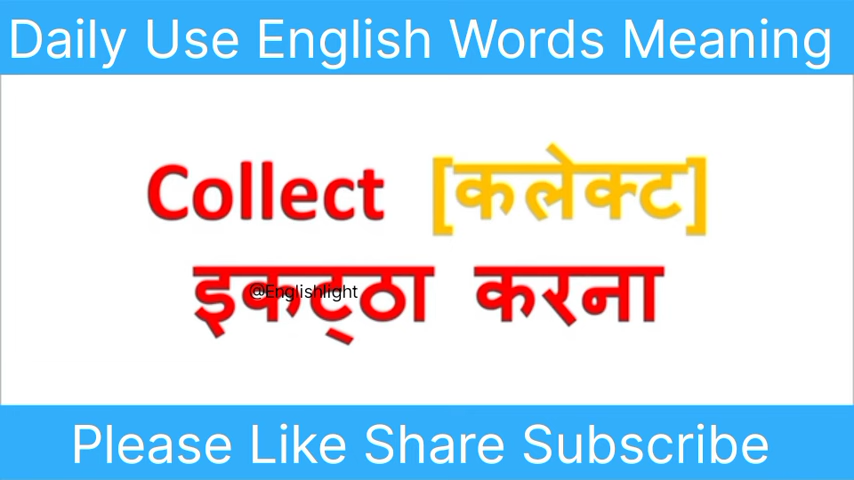 Daily Use English Words Meaning
Collect [कलेक्ट]
इकट्ठा करना
@Englishlight
Please Like Share Subscribe